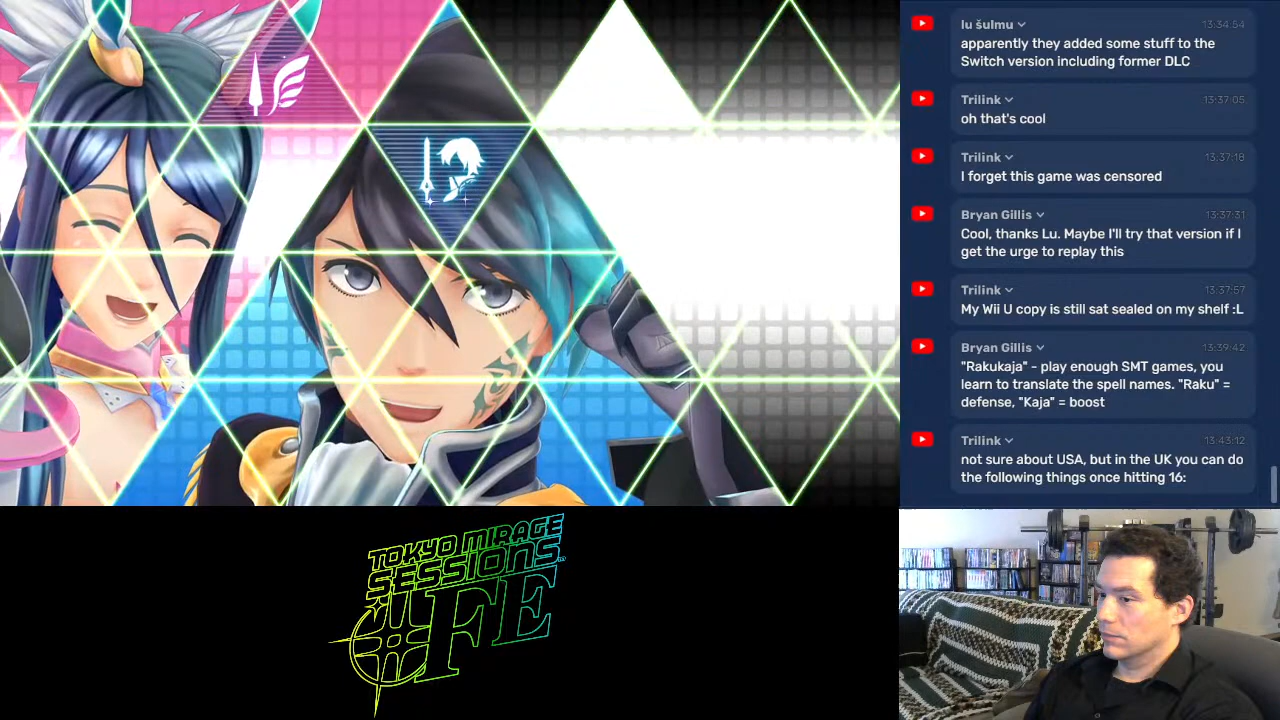 lu šulmu
13:34:54
apparently they added some stuff to the
Switch version including former DLC
Trilink
13:37:05
oh that's cool
Trilink
13:37:18
I forget this game was censored
Bryan Gillis
13:37:31
Cool, thanks Lu. Maybe I'll try that version if I
get the urge to replay this
Trilink
13:37:57
My Wii U copy is still sat sealed on my shelf :L
Bryan Gillis
13:39:42
"Rakukaja" - play enough SMT games, you
learn to translate the spell names. "Raku" =
defense, "Kaja" = boost
Trilink
13:43:12
not sure about USA, but in the UK you can do
the following things once hitting 16:
TOKYO MIRAGE
SESSIONS
#FE